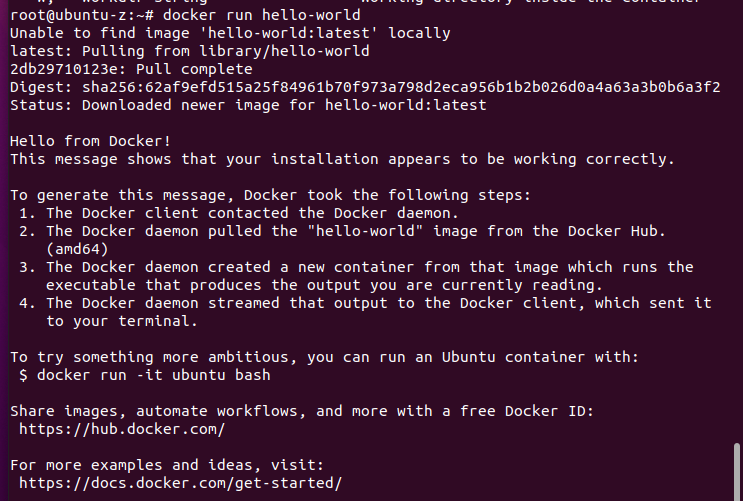 root@ubuntu-z:~# docker run hello-world
Unable to find image 'hello-world:latest' locally
latest: Pulling from library/hello-world
2db29710123e: Pull complete
Digest: sha256:62af9efd515a25f84961b70f973a798d2eca956b1b2b026d0a4a63a3b0b6a3f2
Status: Downloaded newer image for hello-world:latest

Hello from Docker!
This message shows that your installation appears to be working correctly.

To generate this message, Docker took the following steps:
 1. The Docker client contacted the Docker daemon.
 2. The Docker daemon pulled the "hello-world" image from the Docker Hub.
    (amd64)
 3. The Docker daemon created a new container from that image which runs the
    executable that produces the output you are currently reading.
 4. The Docker daemon streamed that output to the Docker client, which sent it
    to your terminal.

To try something more ambitious, you can run an Ubuntu container with:
 $ docker run -it ubuntu bash

Share images, automate workflows, and more with a free Docker ID:
 https://hub.docker.com/

For more examples and ideas, visit:
 https://docs.docker.com/get-started/